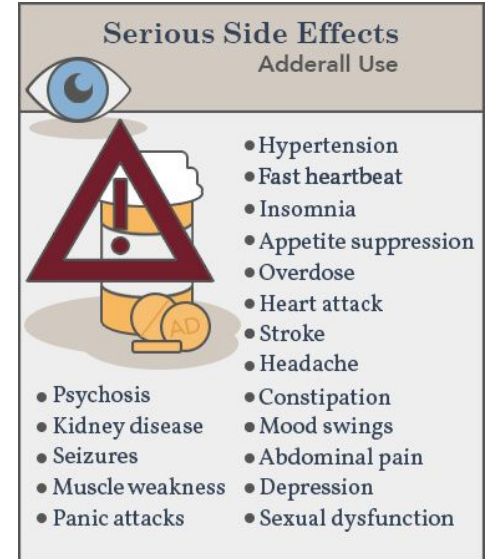 Serious Side Effects
Adderall Use
• Hypertension
• Fast heartbeat
• Insomnia
• Appetite suppression
• Overdose
• Heart attack
• Stroke
• Headache
• Constipation
• Mood swings
• Abdominal pain
• Depression
• Sexual dysfunction
AD
• Psychosis
• Kidney disease
• Seizures
• Muscle weakness
• Panic attacks